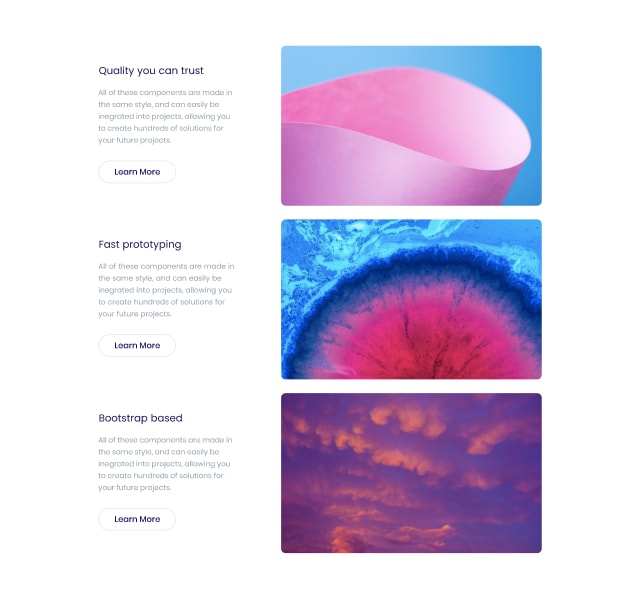 Quality you can trust
All of these components are made in
the same style, and can easily be
inegrated into projects, allowing you
to create hundreds of solutions for
your future projects.
Learn More
Fast prototyping
All of these components are made in
the same style, and can easily be
inegrated into projects, allowing you
to create hundreds of solutions for
your future projects.
Learn More
Bootstrap based
All of these components are made in
the same style, and can easily be
inegrated into projects, allowing you
to create hundreds of solutions for
your future projects.
Learn More